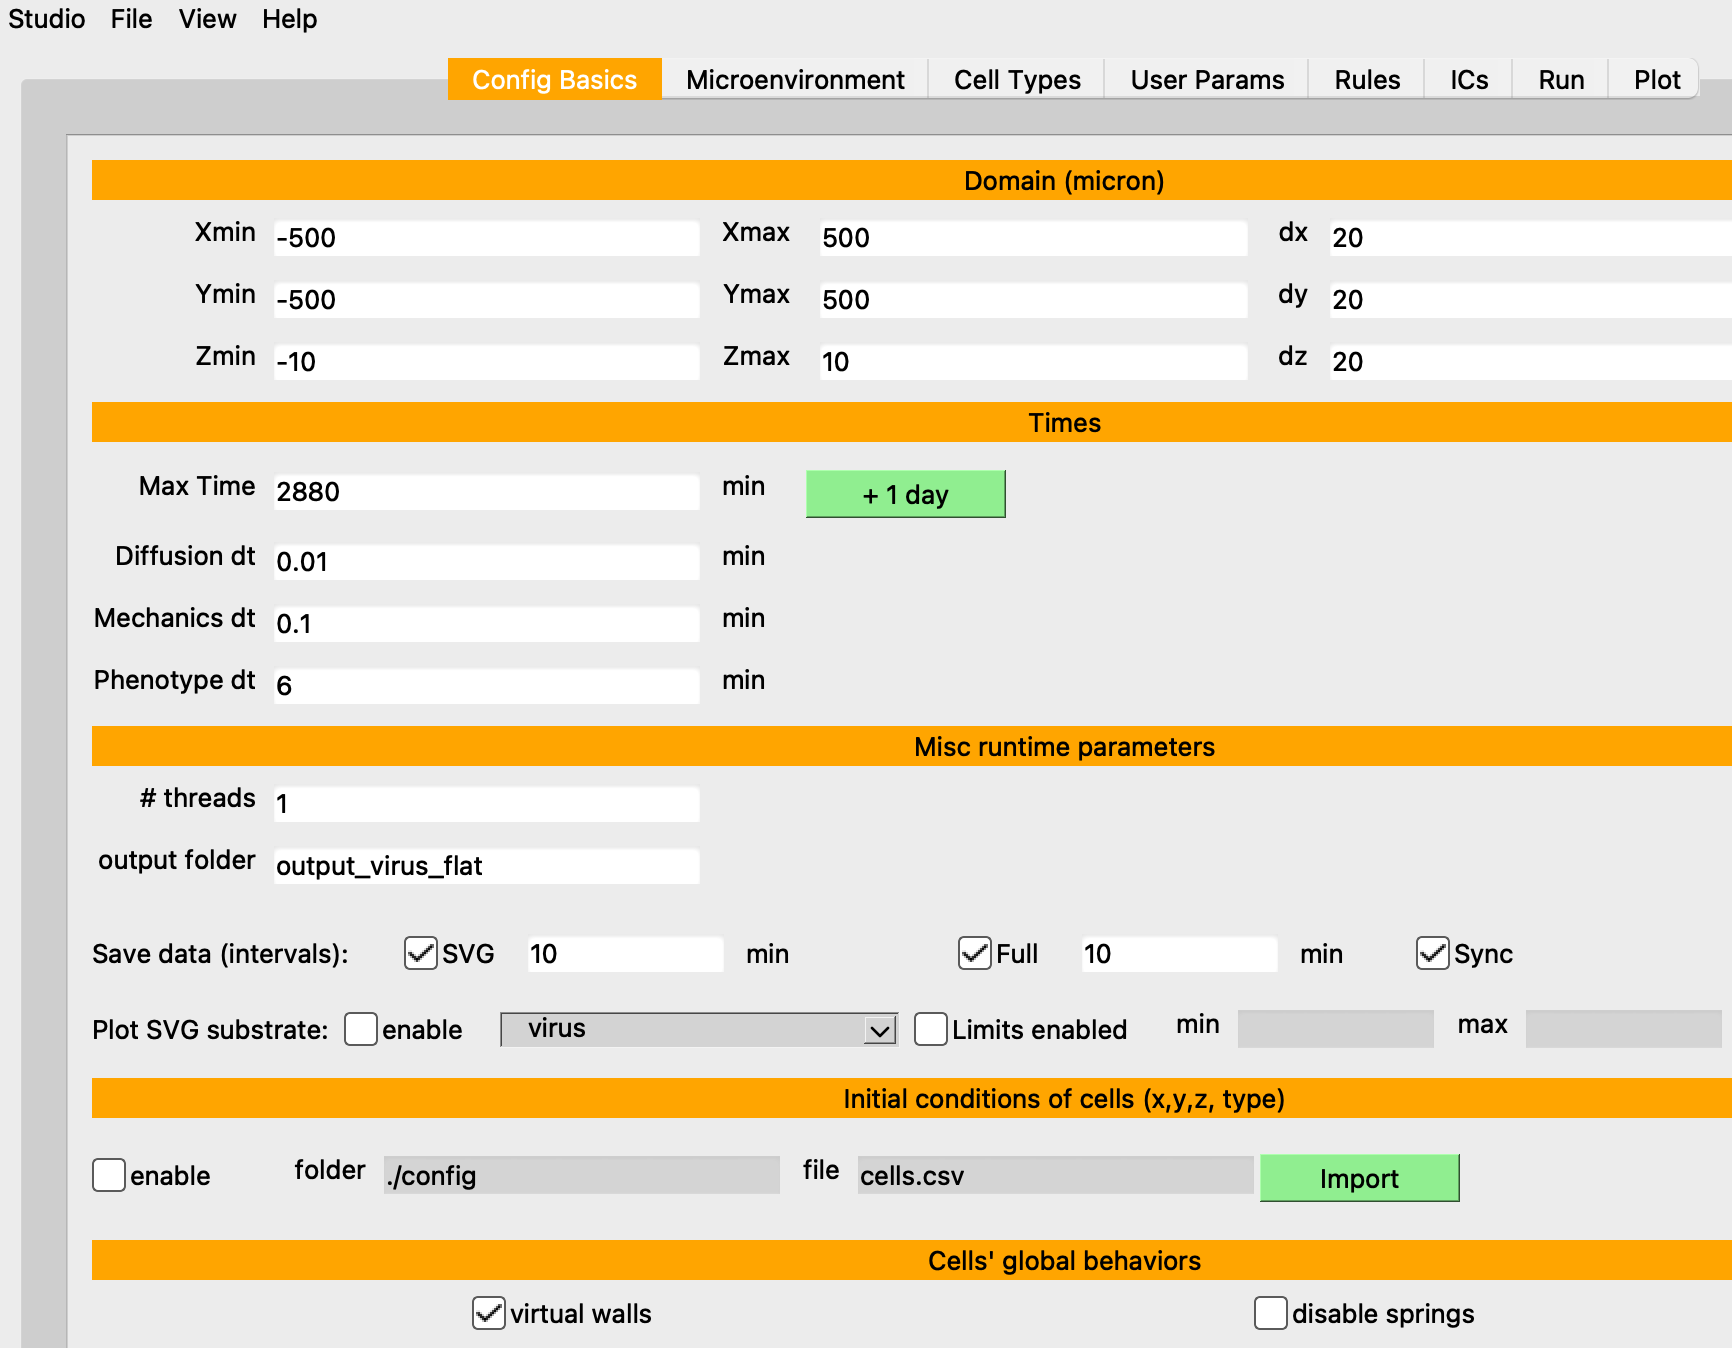 Studio File View Help
Config Basics Microenvironment Cell Types User Params Rules ICs Run Plot
Domain (micron)
Xmin -500 Xmax 500 dx 20
Ymin -500 Ymax 500 dy 20
Zmin -10 Zmax 10 dz 20
Times
Max Time 2880 min + 1 day
Diffusion dt 0.01 min
Mechanics dt 0.1 min
Phenotype dt 6 min
Misc runtime parameters
# threads 1
output folder output_virus_flat
Save data (intervals): SVG 10 min Full 10 min Sync
Plot SVG substrate: enable virus Limits enabled min max
Initial conditions of cells (x,y,z, type)
enable folder ./config file cells.csv Import
Cells' global behaviors
virtual walls disable springs